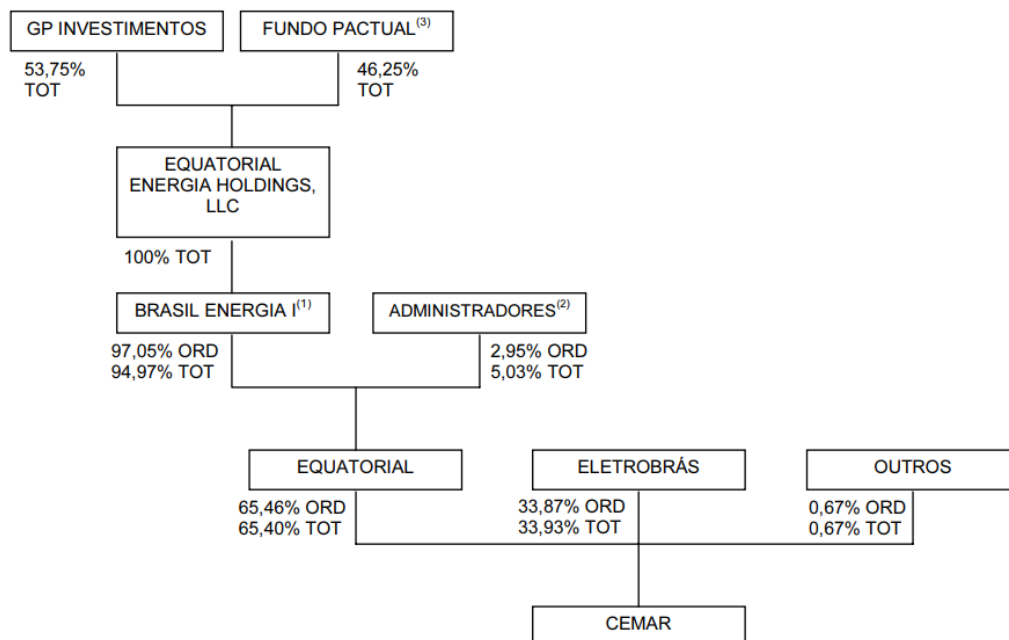 GP INVESTIMENTOS
FUNDO PACTUAL(3)
53,75%
TOT
46,25%
TOT
EQUATORIAL
ENERGIA HOLDINGS,
LLC
100% TOT
BRASIL ENERGIA I(1)
ADMINISTRADORES(2)
97,05% ORD
94,97% TOT
2,95% ORD
5,03% TOT
EQUATORIAL
ELETROBRÁS
OUTROS
65,46% ORD
65,40% TOT
33,87% ORD
33,93% TOT
0,67% ORD
0,67% TOT
CEMAR